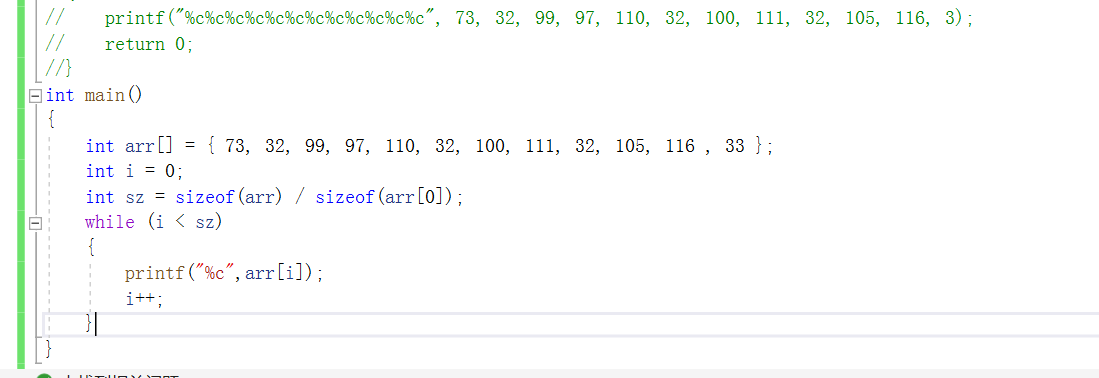 //    printf("%c%c%c%c%c%c%c%c%c%c%c%c", 73, 32, 99, 97, 110, 32, 100, 111, 32, 105, 116, 3);
//    return 0;
//}
int main()
{
    int arr[] = { 73, 32, 99, 97, 110, 32, 100, 111, 32, 105, 116 , 33 };
    int i = 0;
    int sz = sizeof(arr) / sizeof(arr[0]);
    while (i < sz)
    {
        printf("%c",arr[i]);
        i++;
    }
}